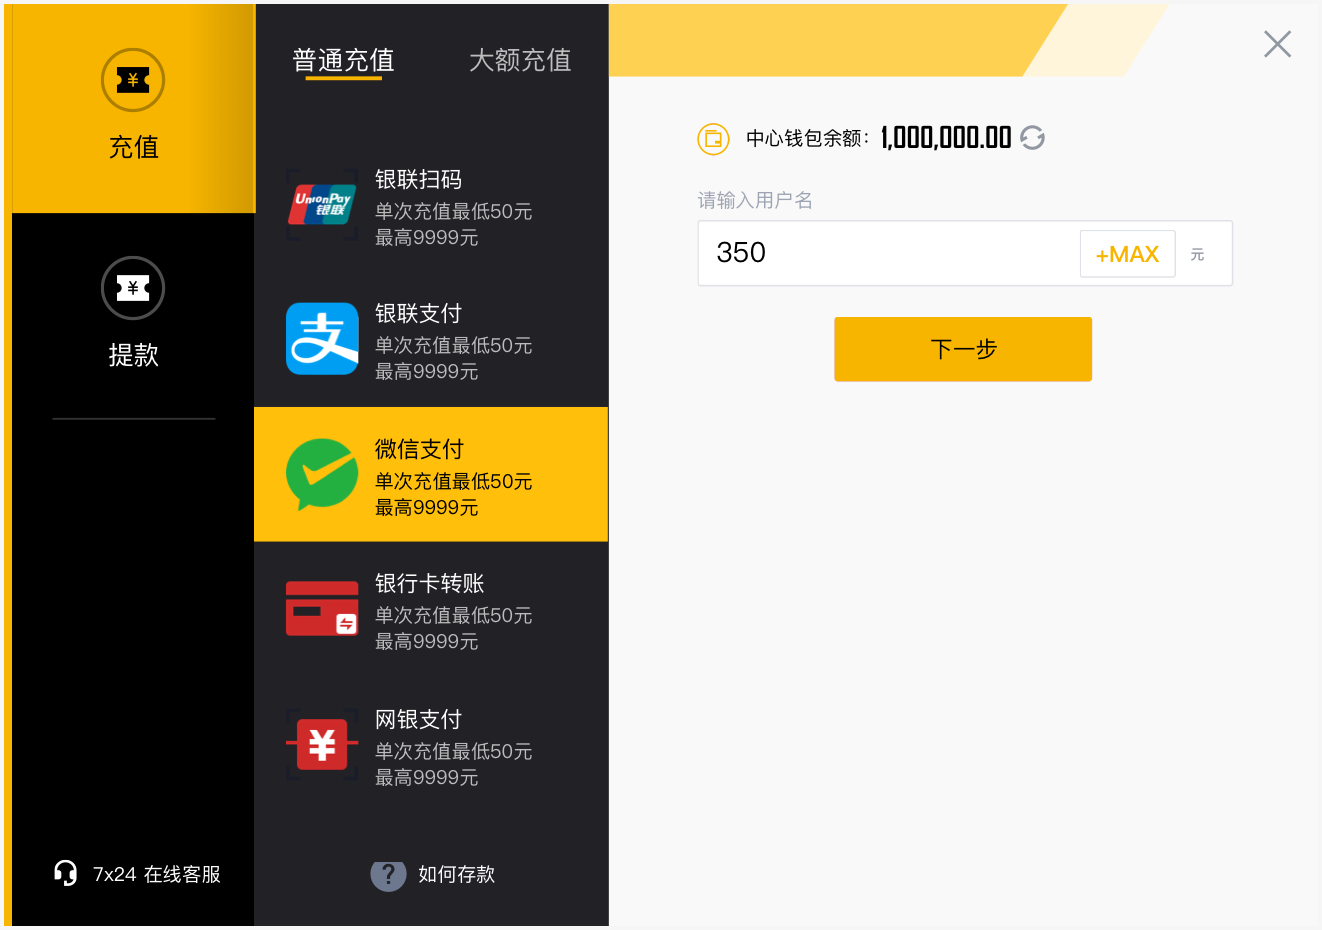 充值
提款
7x24 在线客服
普通充值
大额充值
UnionPay
银联
银联扫码
单次充值最低50元
最高9999元
支
银联支付
单次充值最低50元
最高9999元
微信支付
单次充值最低50元
最高9999元
银行卡转账
单次充值最低50元
最高9999元
¥
网银支付
单次充值最低50元
最高9999元
? 如何存款
中心钱包余额：1,000,000.00
请输入用户名
350 +MAX 元
下一步